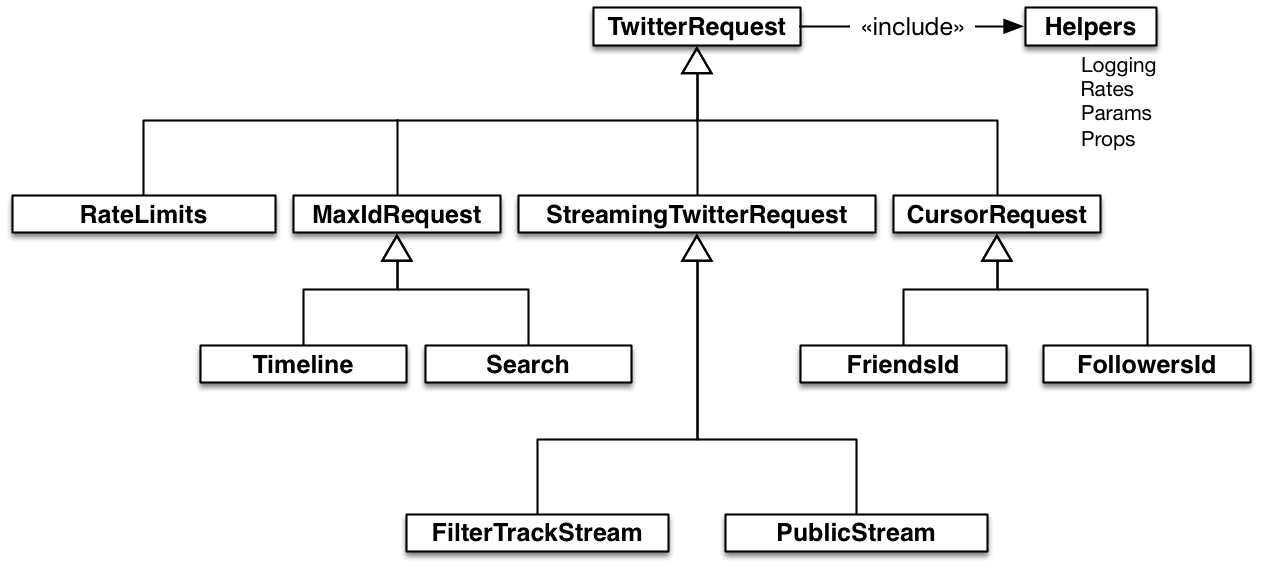 TwitterRequest
«include»
Helpers
Logging
Rates
Params
Props
RateLimits
MaxIdRequest
StreamingTwitterRequest
CursorRequest
Timeline
Search
FriendsId
FollowersId
FilterTrackStream
PublicStream